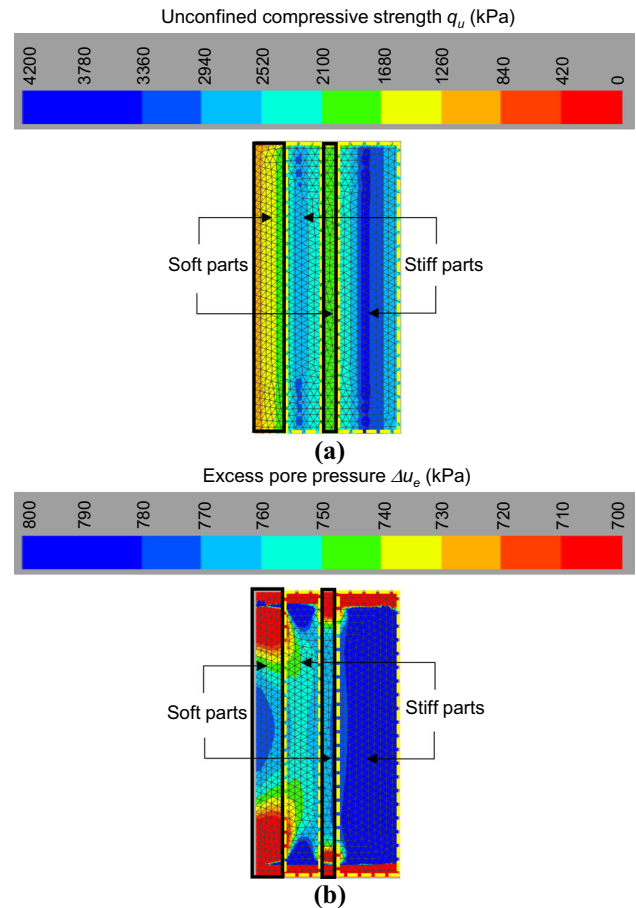 Unconfined compressive strength qu (kPa)
4200 3780 3360 2940 2520 2100 1680 1260 840 420 0
Soft parts Stiff parts
(a)
Excess pore pressure Δue (kPa)
800 790 780 770 760 750 740 730 720 710 700
Soft parts Stiff parts
(b)